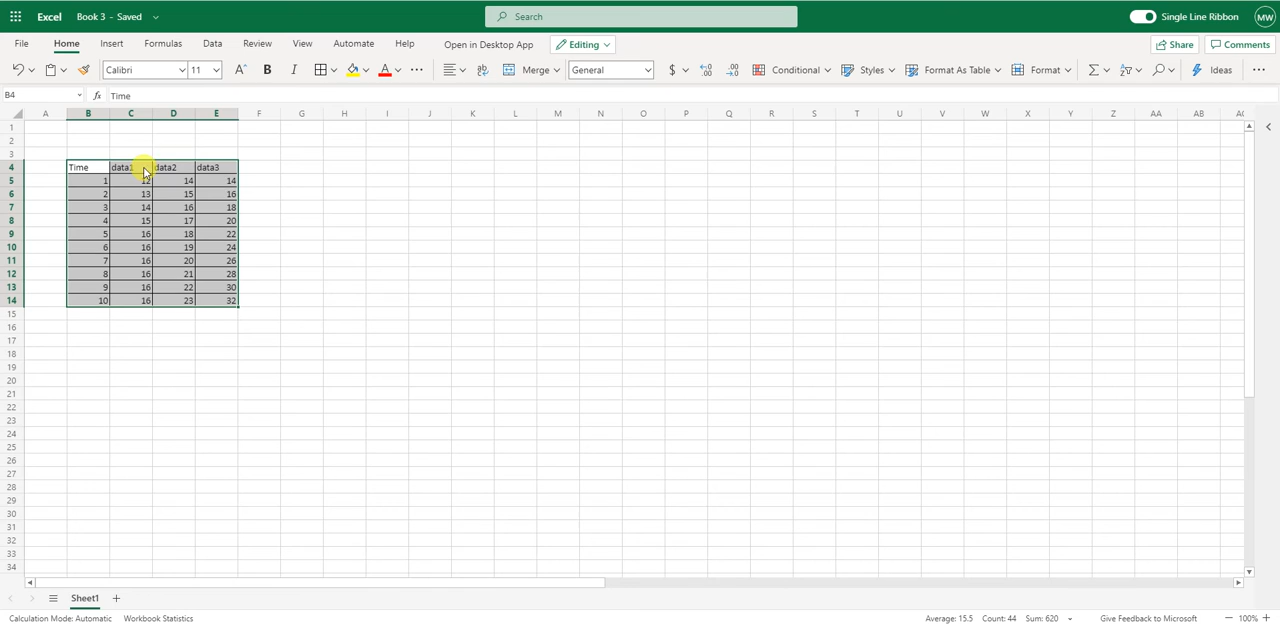 Excel Book 3 - Saved Search Single Line Ribbon MW
File Home Insert Formulas Data Review View Automate Help Open in Desktop App Editing Share Comments
Calibri 11 A B I A Merge General $ Conditional Styles Format As Table Format Ideas
B4 fx Time
A B C D E F G H I J K L M N O P Q R S T U V W X Y Z AA AB
1
2
3
4 Time data1 data2 data3
5 1 12 14 14
6 2 13 15 16
7 3 14 16 18
8 4 15 17 20
9 5 16 18 22
10 6 16 19 24
11 7 16 20 26
12 8 16 21 28
13 9 16 22 30
14 10 16 23 32
15
16
17
18
19
20
21
22
23
24
25
26
27
28
29
30
31
32
33
34
Sheet1
Calculation Mode: Automatic Workbook Statistics Average: 15.5 Count: 44 Sum: 620 Give Feedback to Microsoft 100%